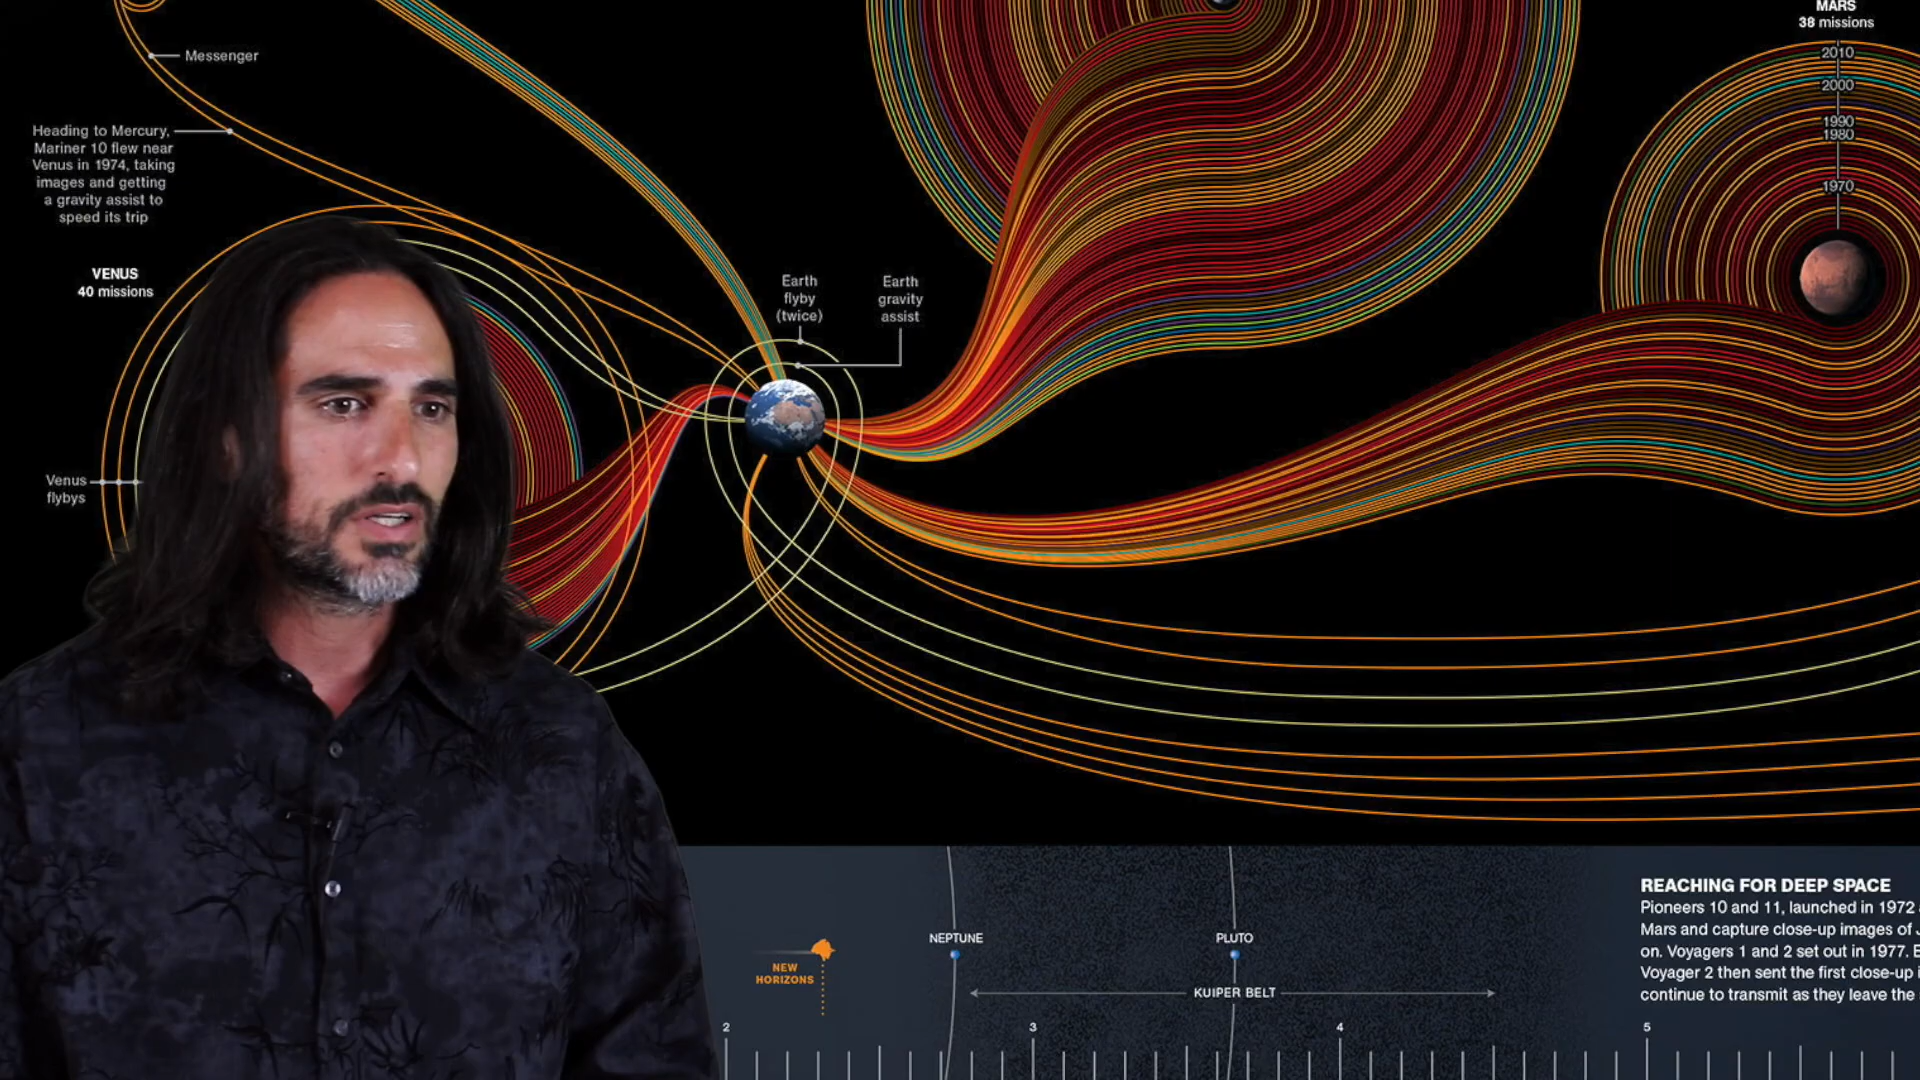 MARS
38 missions
2010
2000
1990
1980
1970
Messenger
Heading to Mercury,
Mariner 10 flew near
Venus in 1974, taking
images and getting
a gravity assist to
speed its trip
VENUS
40 missions
Earth
flyby
(twice)
Earth
gravity
assist
Venus
flybys
NEW
HORIZONS
NEPTUNE
PLUTO
KUIPER BELT
2
3
4
5
REACHING FOR DEEP SPACE
Pioneers 10 and 11, launched in 1972
Mars and capture close-up images of
on. Voyagers 1 and 2 set out in 1977.
Voyager 2 then sent the first close-up
continue to transmit as they leave the